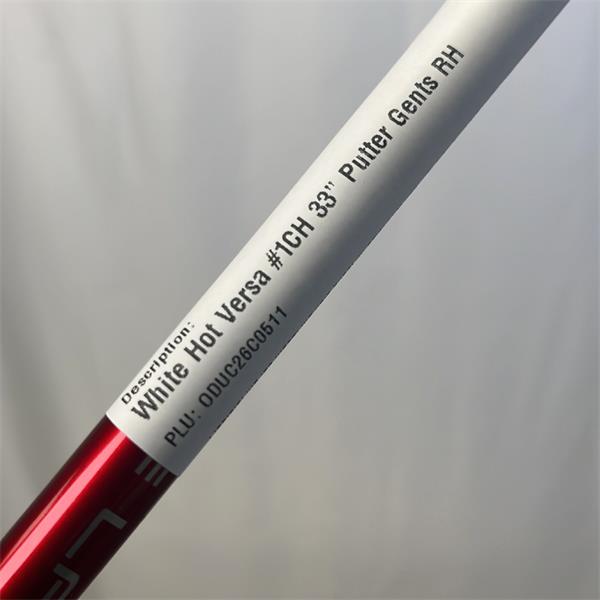 Description:
White Hot Versa #1CH 33" Putter Gents RH
PLU: ODUC26C0511